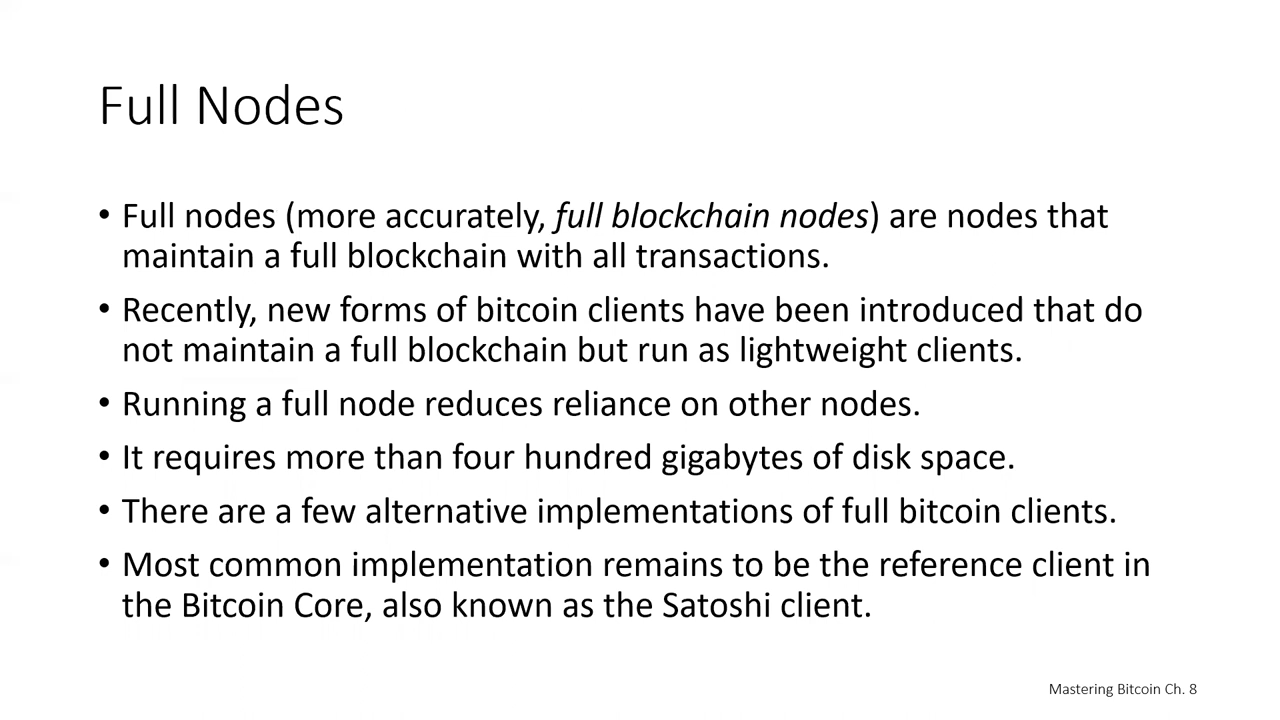 Full Nodes
• Full nodes (more accurately, full blockchain nodes) are nodes that
maintain a full blockchain with all transactions.
• Recently, new forms of bitcoin clients have been introduced that do
not maintain a full blockchain but run as lightweight clients.
• Running a full node reduces reliance on other nodes.
• It requires more than four hundred gigabytes of disk space.
• There are a few alternative implementations of full bitcoin clients.
• Most common implementation remains to be the reference client in
the Bitcoin Core, also known as the Satoshi client.
Mastering Bitcoin Ch. 8